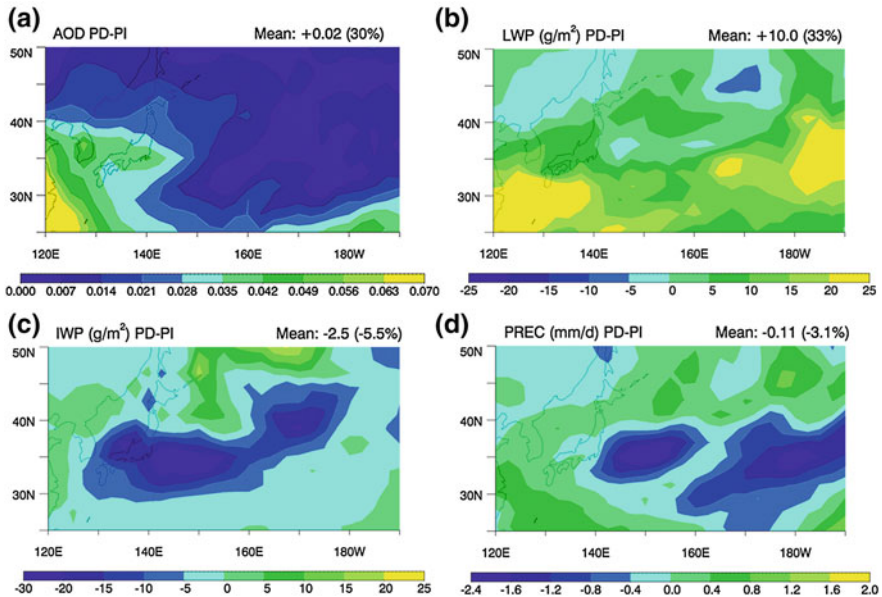 (a) AOD PD-PI Mean: +0.02 (30%)
50N
40N
30N
120E 140E 160E 180W
0.000 0.007 0.014 0.021 0.028 0.035 0.042 0.049 0.056 0.063 0.070
(b) LWP (g/m²) PD-PI Mean: +10.0 (33%)
50N
40N
30N
120E 140E 160E 180W
-25 -20 -15 -10 -5 0 5 10 15 20 25
(c) IWP (g/m²) PD-PI Mean: -2.5 (-5.5%)
50N
40N
30N
120E 140E 160E 180W
-30 -25 -20 -15 -10 -5 0 5 10 15 20 25
(d) PREC (mm/d) PD-PI Mean: -0.11 (-3.1%)
50N
40N
30N
120E 140E 160E 180W
-2.4 -1.6 -1.2 -0.8 -0.4 0.0 0.4 0.8 1.2 1.6 2.0